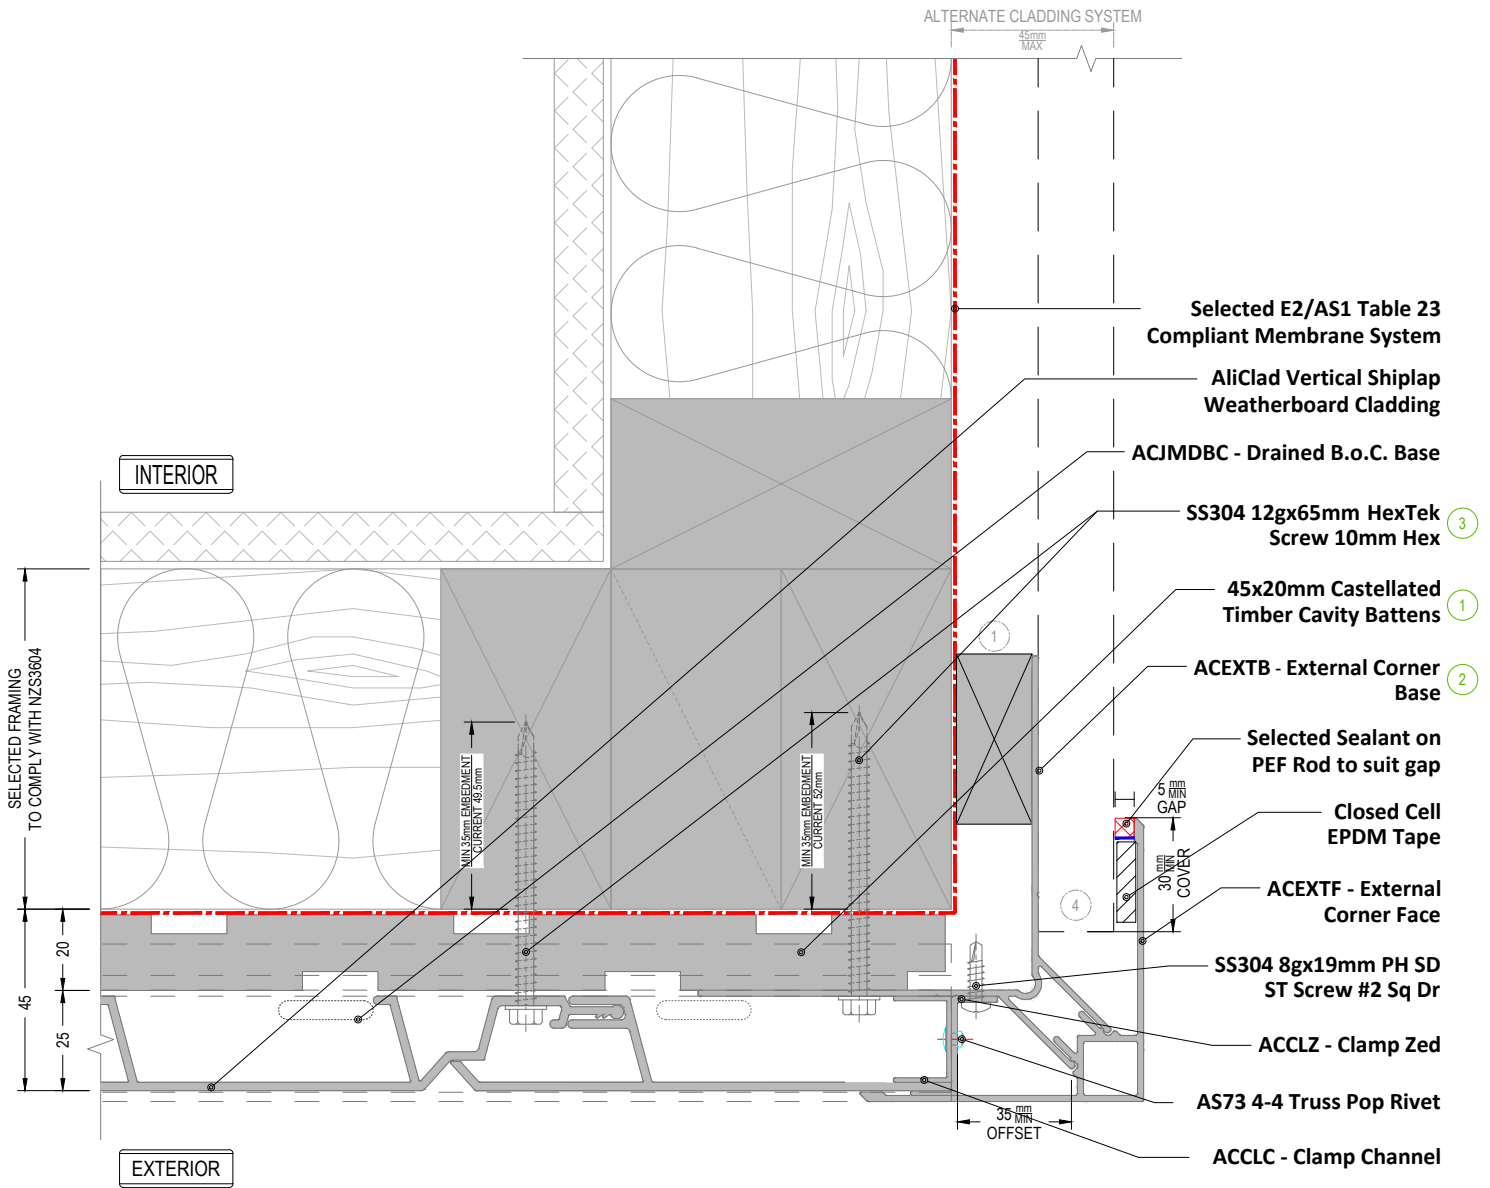 ALTERNATE CLADDING SYSTEM
45mm
MAX
Selected E2/AS1 Table 23
Compliant Membrane System
AliClad Vertical Shiplap
Weatherboard Cladding
ACJMDBC - Drained B.o.C. Base
SS304 12gx65mm HexTek
Screw 10mm Hex
3
45x20mm Castellated
Timber Cavity Battens
1
ACEXTB - External Corner
Base
2
Selected Sealant on
PEF Rod to suit gap
Closed Cell
EPDM Tape
ACEXTF - External
Corner Face
SS304 8gx19mm PH SD
ST Screw #2 Sq Dr
ACCLZ - Clamp Zed
AS73 4-4 Truss Pop Rivet
ACCLC - Clamp Channel
INTERIOR
EXTERIOR
SELECTED FRAMING
TO COMPLY WITH NZS3604
20
45
25
MIN 35mm EMBEDMENT
CURRENT 49.5mm
MIN 35mm EMBEDMENT
CURRENT 52mm
1
4
5 mm
MIN
GAP
30 mm
MIN
COVER
35 mm
MIN
OFFSET